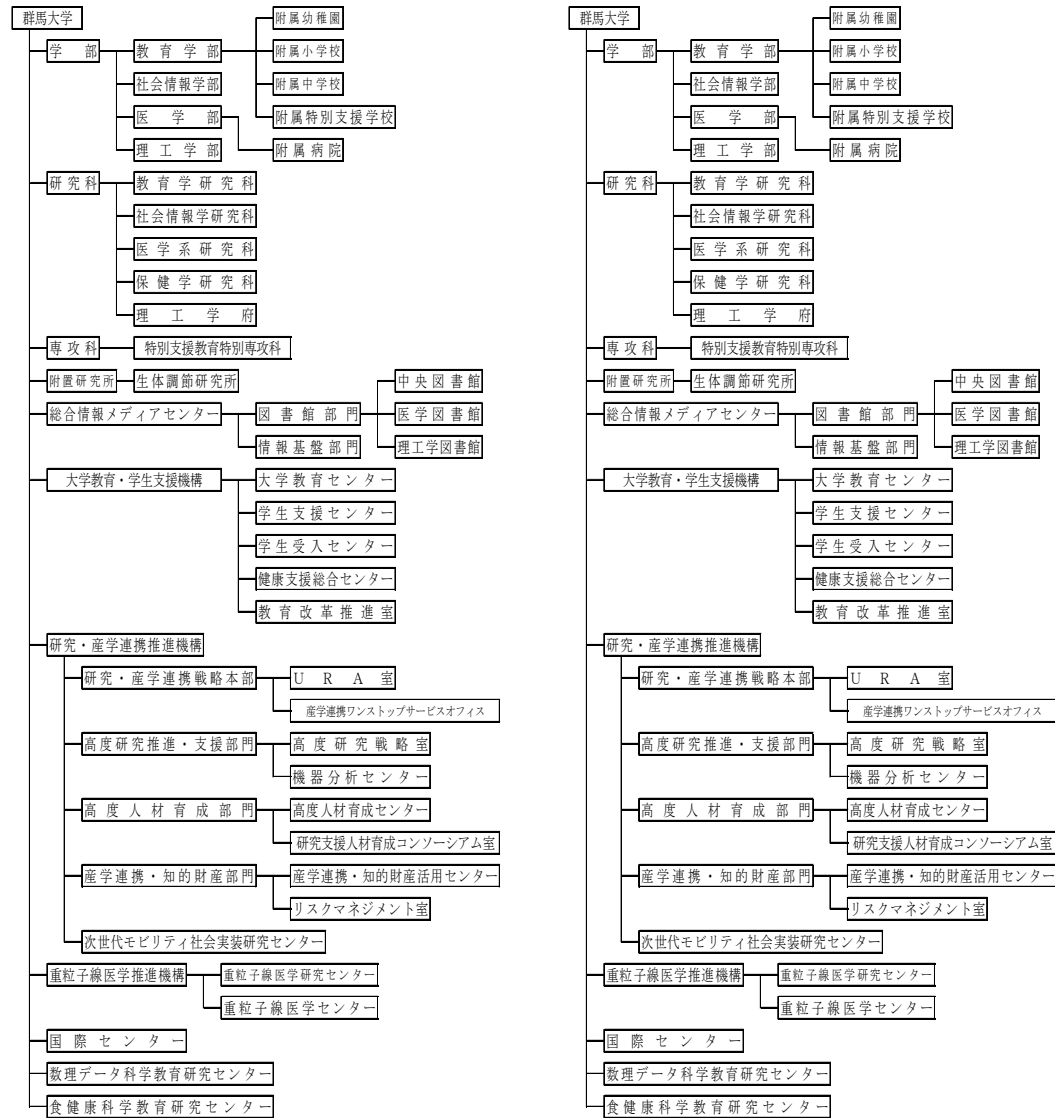 群馬大学
学部
教育学部
附属幼稚園
附属小学校
附属中学校
附属特別支援学校
社会情報学部
医学部
附属病院
理工学部
研究科
教育学研究科
社会情報学研究科
医学系研究科
保健学研究科
理工学府
専攻科
特別支援教育特別専攻科
附置研究所
生体調節研究所
総合情報メディアセンター
図書館部門
中央図書館
医学図書館
理工学図書館
情報基盤部門
大学教育・学生支援機構
大学教育センター
学生支援センター
学生受入センター
健康支援総合センター
教育改革推進室
研究・産学連携推進機構
研究・産学連携戦略本部
URA室
産学連携ワンストップサービスオフィス
高度研究推進・支援部門
高度研究戦略室
機器分析センター
高度人材育成部門
高度人材育成センター
研究支援人材育成コンソーシアム室
産学連携・知的財産部門
産学連携・知的財産活用センター
リスクマネジメント室
次世代モビリティ社会実装研究センター
重粒子線医学推進機構
重粒子線医学研究センター
重粒子線医学センター
国際センター
数理データ科学教育研究センター
食健康科学教育研究センター
群馬大学
学部
教育学部
附属幼稚園
附属小学校
附属中学校
附属特別支援学校
社会情報学部
医学部
附属病院
理工学部
研究科
教育学研究科
社会情報学研究科
医学系研究科
保健学研究科
理工学府
専攻科
特別支援教育特別専攻科
附置研究所
生体調節研究所
総合情報メディアセンター
図書館部門
中央図書館
医学図書館
理工学図書館
情報基盤部門
大学教育・学生支援機構
大学教育センター
学生支援センター
学生受入センター
健康支援総合センター
教育改革推進室
研究・産学連携推進機構
研究・産学連携戦略本部
URA室
産学連携ワンストップサービスオフィス
高度研究推進・支援部門
高度研究戦略室
機器分析センター
高度人材育成部門
高度人材育成センター
研究支援人材育成コンソーシアム室
産学連携・知的財産部門
産学連携・知的財産活用センター
リスクマネジメント室
次世代モビリティ社会実装研究センター
重粒子線医学推進機構
重粒子線医学研究センター
重粒子線医学センター
国際センター
数理データ科学教育研究センター
食健康科学教育研究センター